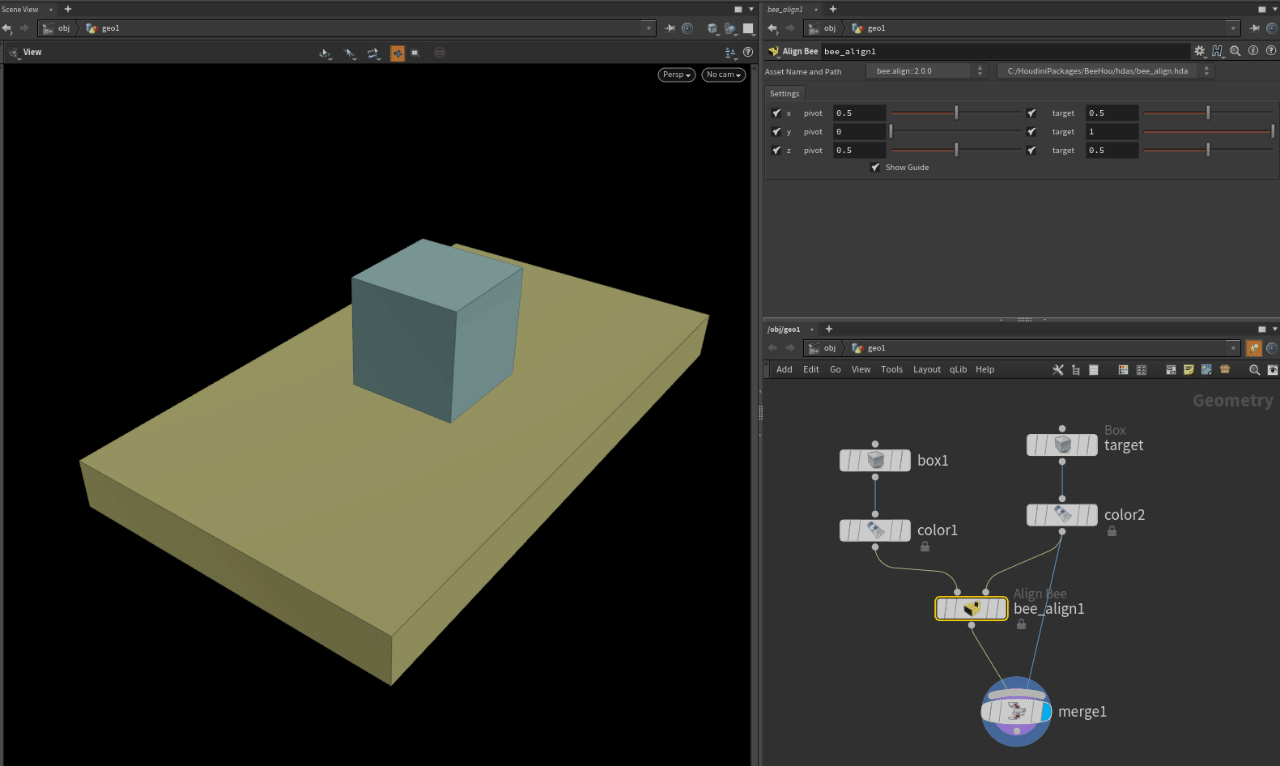 Scene View
obj
geo1
View
Persp
No cam
bee_align1
obj
geo1
Align Bee
bee_align1
Asset Name and Path
bee.align::2.0.0
C:/HoudiniPackages/BeeHou/hdas/bee_align.hda
Settings
x pivot 0.5 target 0.5
y pivot 0 target 1
z pivot 0.5 target 0.5
Show Guide
/obj/geo1
obj
geo1
Add Edit Go View Tools Layout qLib Help
Geometry
Box
target
box1
color2
color1
Align Bee
bee_align1
merge1